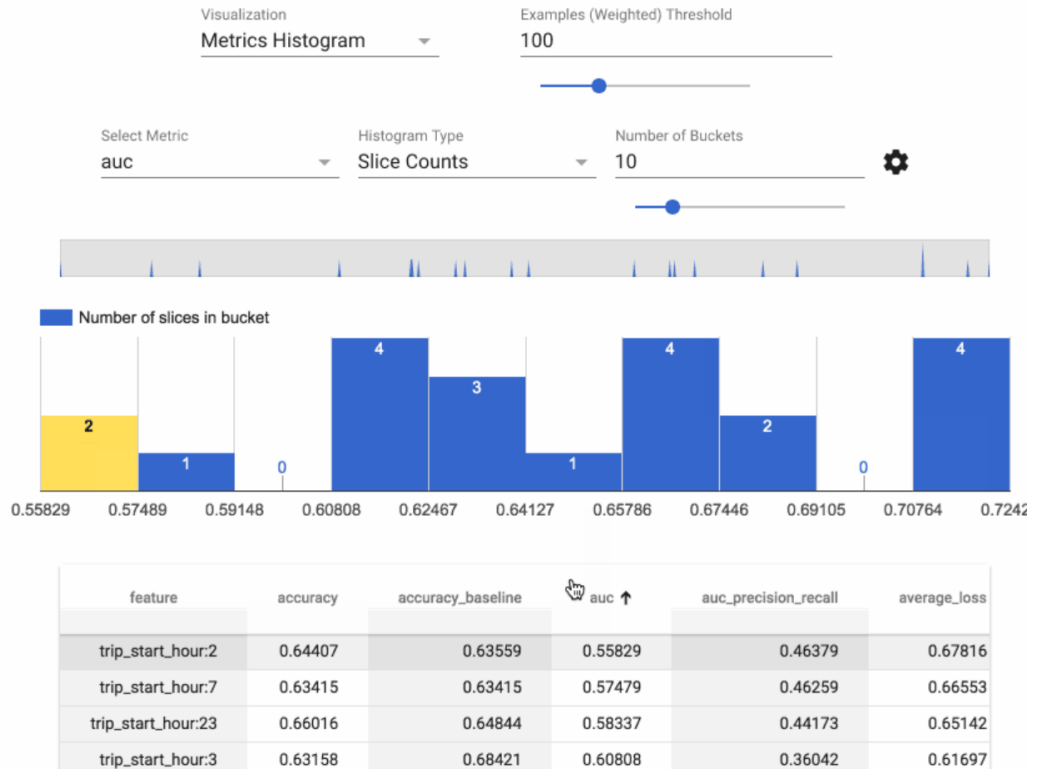 Visualization
Examples (Weighted) Threshold
Metrics Histogram
100
Select Metric
Histogram Type
Number of Buckets
auc
Slice Counts
10
Number of slices in bucket
2
1
0
4
3
1
4
2
0
4
0.55829 0.57489 0.59148 0.60808 0.62467 0.64127 0.65786 0.67446 0.69105 0.70764 0.7242
feature accuracy accuracy_baseline auc auc_precision_recall average_loss
trip_start_hour:2 0.64407 0.63559 0.55829 0.46379 0.67816
trip_start_hour:7 0.63415 0.63415 0.57479 0.46259 0.66553
trip_start_hour:23 0.66016 0.64844 0.58337 0.44173 0.65142
trip_start_hour:3 0.63158 0.68421 0.60808 0.36042 0.61697